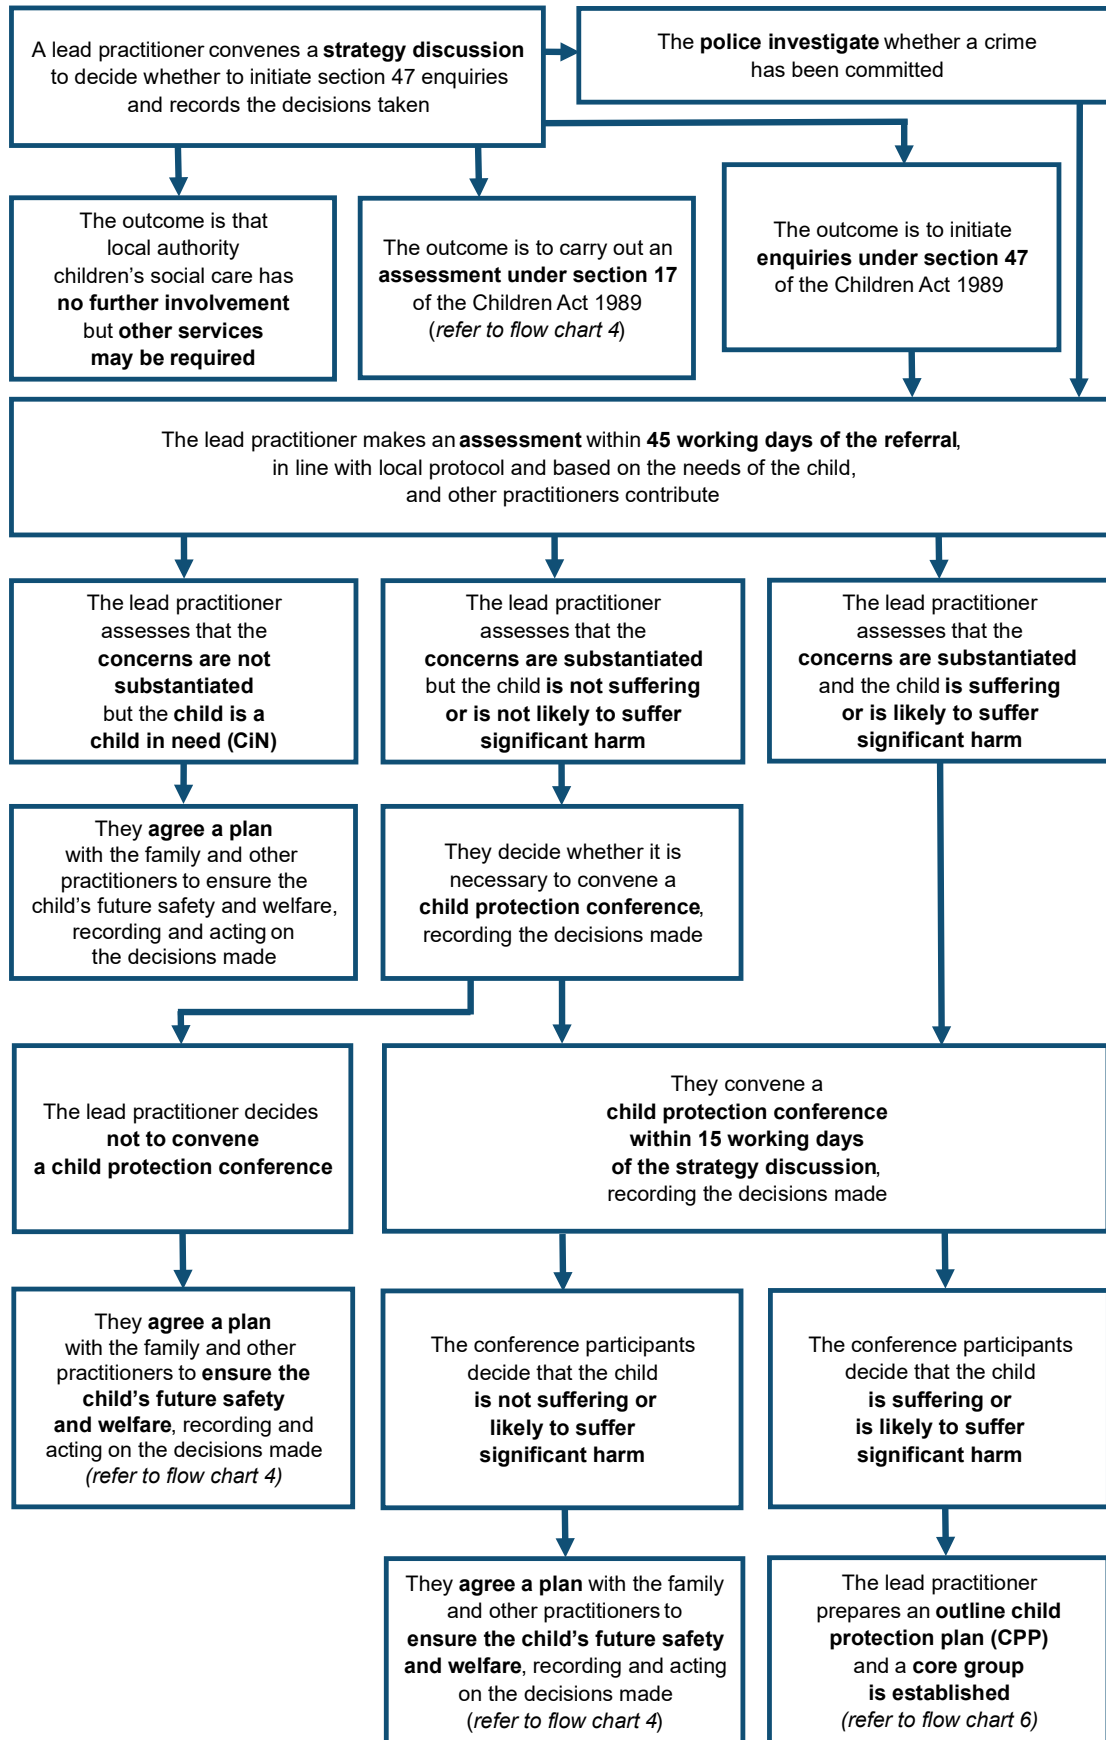 A lead practitioner convenes a strategy discussion
to decide whether to initiate section 47 enquiries
and records the decisions taken
The police investigate whether a crime
has been committed
The outcome is that
local authority
children’s social care has
no further involvement
but other services
may be required
The outcome is to carry out an
assessment under section 17
of the Children Act 1989
(refer to flow chart 4)
The outcome is to initiate
enquiries under section 47
of the Children Act 1989
The lead practitioner makes an assessment within 45 working days of the referral,
in line with local protocol and based on the needs of the child,
and other practitioners contribute
The lead practitioner
assesses that the
concerns are not
substantiated
but the child is a
child in need (CiN)
The lead practitioner
assesses that the
concerns are substantiated
but the child is not suffering
or is not likely to suffer
significant harm
The lead practitioner
assesses that the
concerns are substantiated
and the child is suffering
or is likely to suffer
significant harm
They agree a plan
with the family and other
practitioners to ensure the
child’s future safety and welfare,
recording and acting on
the decisions made
They decide whether it is
necessary to convene a
child protection conference,
recording the decisions made
The lead practitioner decides
not to convene
a child protection conference
They convene a
child protection conference
within 15 working days
of the strategy discussion,
recording the decisions made
They agree a plan
with the family and other
practitioners to ensure the
child’s future safety
and welfare, recording and
acting on the decisions made
(refer to flow chart 4)
The conference participants
decide that the child
is not suffering or
likely to suffer
significant harm
The conference participants
decide that the child
is suffering or
is likely to suffer
significant harm
They agree a plan with the family
and other practitioners to
ensure the child’s future safety
and welfare, recording and acting
on the decisions made
(refer to flow chart 4)
The lead practitioner
prepares an outline child
protection plan (CPP)
and a core group
is established
(refer to flow chart 6)